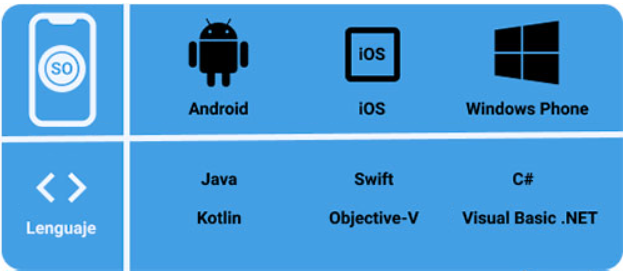 SO
iOS
Android
iOS
Windows Phone
Lenguaje
Java
Swift
C#
Kotlin
Objective-V
Visual Basic .NET